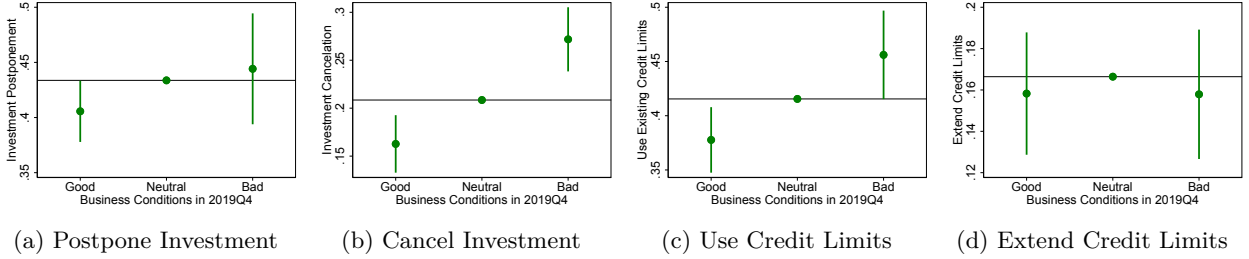 Investment Postponement
.5
.45
.4
.35
Good Neutral Bad
Business Conditions in 2019Q4
(a) Postpone Investment
Investment Cancelation
.3
.25
.2
.15
Good Neutral Bad
Business Conditions in 2019Q4
(b) Cancel Investment
Use Existing Credit Limits
.5
.45
.4
.35
Good Neutral Bad
Business Conditions in 2019Q4
(c) Use Credit Limits
Extend Credit Limits
.2
.18
.16
.14
.12
Good Neutral Bad
Business Conditions in 2019Q4
(d) Extend Credit Limits